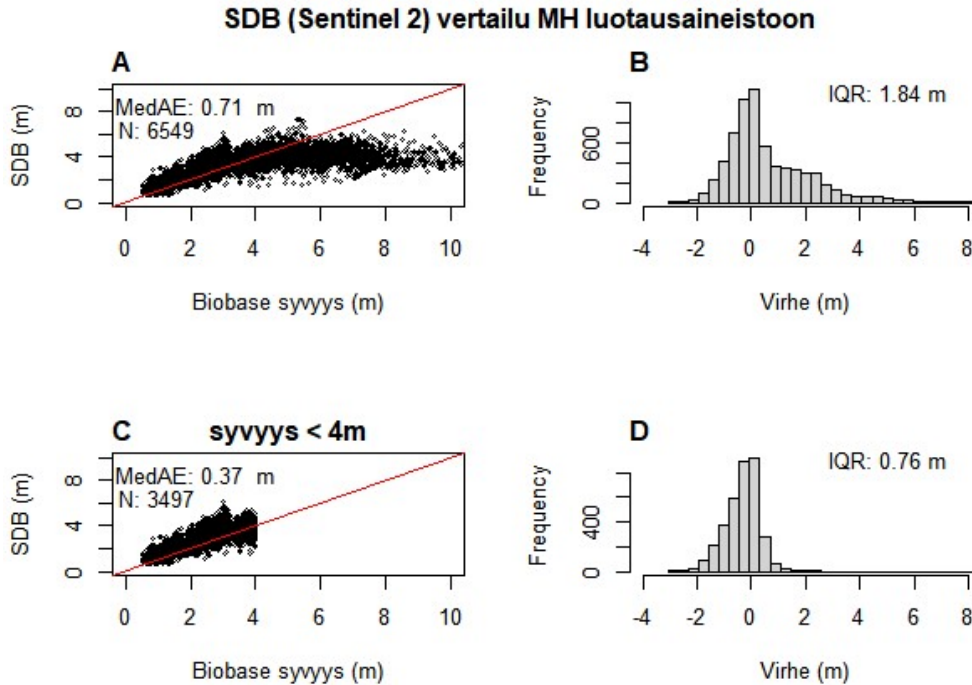 SDB (Sentinel 2) vertailu MH luotausaineistoon
A
MedAE: 0.71 m
N: 6549
SDB (m)
8
4
0
0 2 4 6 8 10
Biobase syvyys (m)
B
IQR: 1.84 m
Frequency
600
0
-4 -2 0 2 4 6 8
Virhe (m)
C
syvyys < 4m
MedAE: 0.37 m
N: 3497
SDB (m)
8
4
0
0 2 4 6 8 10
Biobase syvyys (m)
D
IQR: 0.76 m
Frequency
400
0
-4 -2 0 2 4 6 8
Virhe (m)